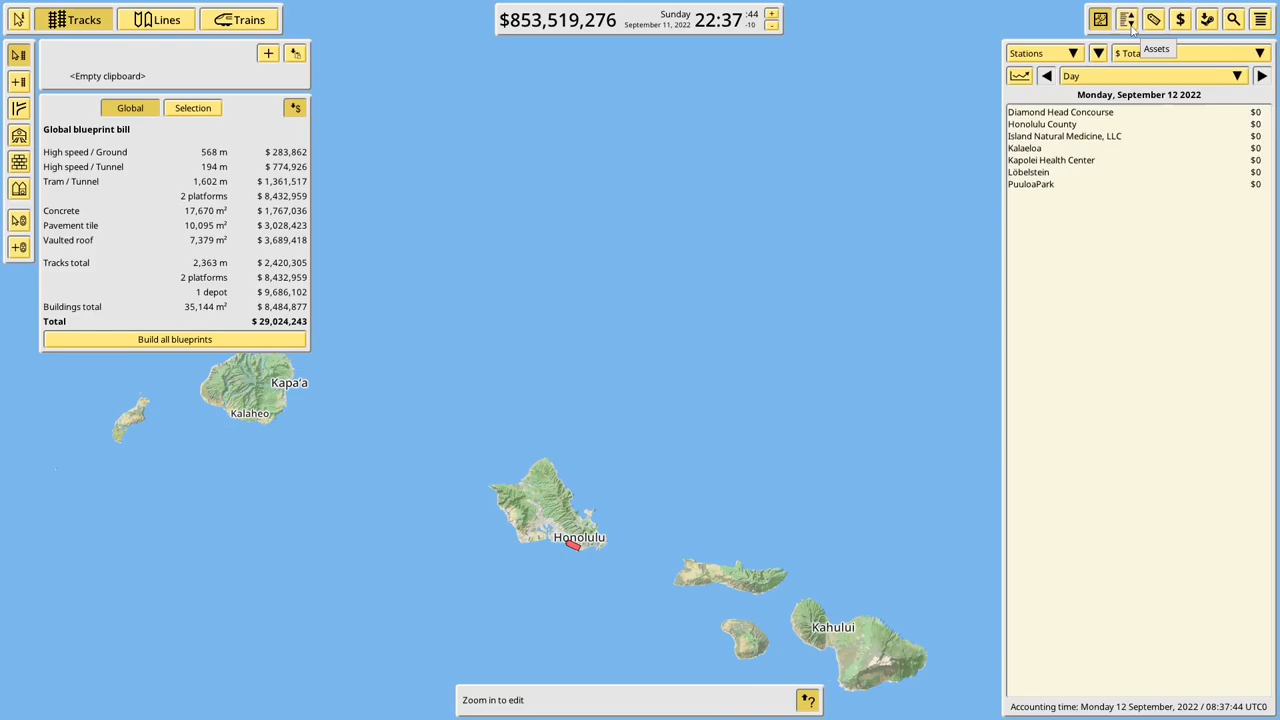 Tracks
Lines
Trains
$853,519,276
Sunday
September 11, 2022
22:37
:44
-10
+
-
$
Assets
Stations
$ Tota
Day
Monday, September 12 2022
Diamond Head Concourse $0
Honolulu County $0
Island Natural Medicine, LLC $0
Kalaeloa $0
Kapolei Health Center $0
Löbelstein $0
PuuloaPark $0
<Empty clipboard>
Global
Selection
Global blueprint bill
High speed / Ground 568 m $ 283,862
High speed / Tunnel 194 m $ 774,926
Tram / Tunnel 1,602 m $ 1,361,517
2 platforms $ 8,432,959
Concrete 17,670 m² $ 1,767,036
Pavement tile 10,095 m² $ 3,028,423
Vaulted roof 7,379 m² $ 3,689,418
Tracks total 2,363 m $ 2,420,305
2 platforms $ 8,432,959
1 depot $ 9,686,102
Buildings total 35,144 m² $ 8,484,877
Total $ 29,024,243
Build all blueprints
Kapa'a
Kalaheo
Honolulu
Kahului
Zoom in to edit
?
Accounting time: Monday 12 September, 2022 / 08:37:44 UTC0